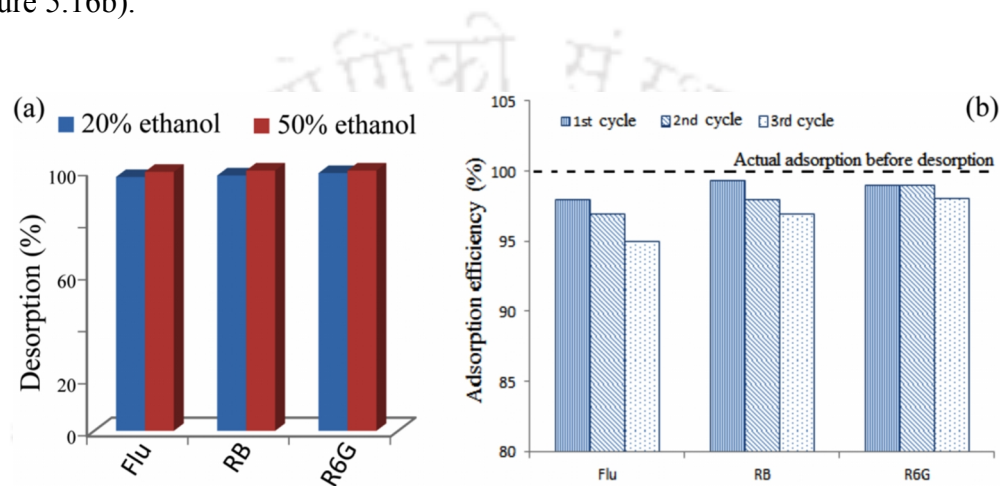 ure 5.16b).
(a) 20% ethanol 50% ethanol
Desorption (%)
100
60
20
0
Flu RB R6G
(b)
1st cycle 2nd cycle 3rd cycle
Actual adsorption before desorption
Adsorption efficiency (%)
105
100
95
90
85
80
Flu RB R6G